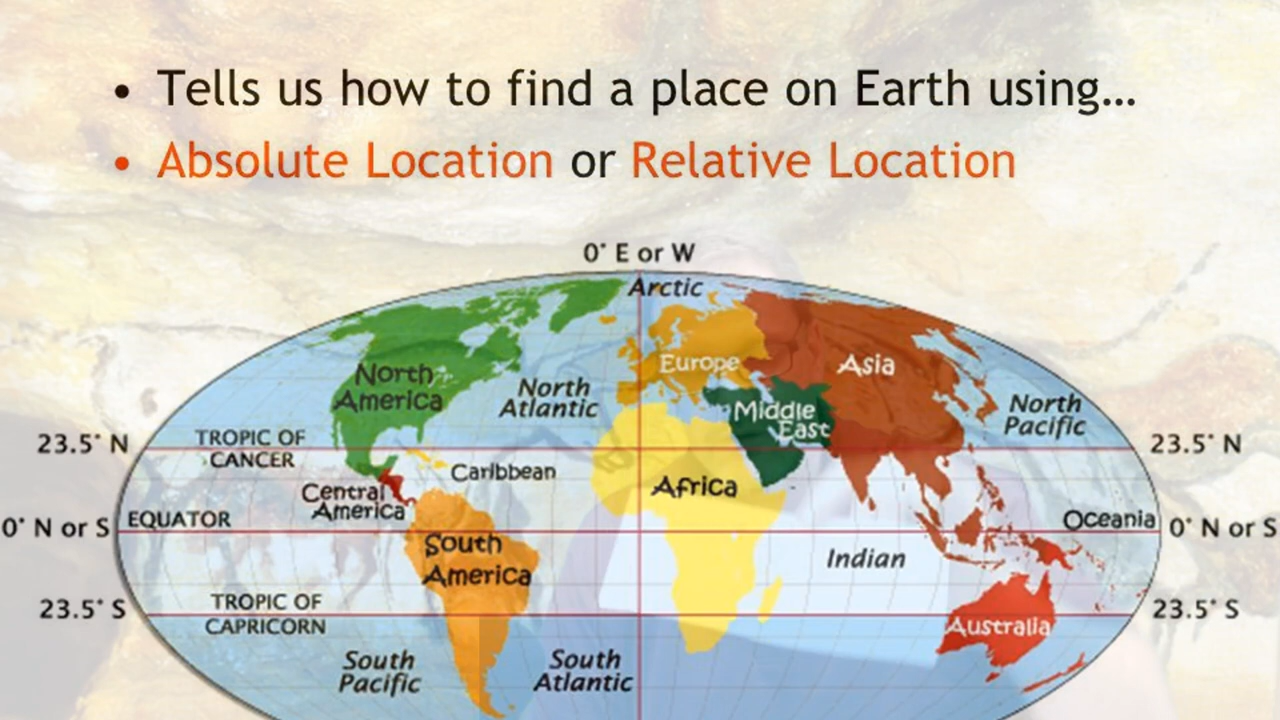 • Tells us how to find a place on Earth using…
• Absolute Location or Relative Location
0° E or W
Arctic
Europe
Asia
North
America
North
Atlantic
Middle
East
North
Pacific
23.5° N
TROPIC OF
CANCER
23.5° N
Caribbean
Africa
Central
America
0° N or S
EQUATOR
Oceania
0° N or S
South
America
Indian
23.5° S
TROPIC OF
CAPRICORN
23.5° S
Australia
South
Pacific
South
Atlantic